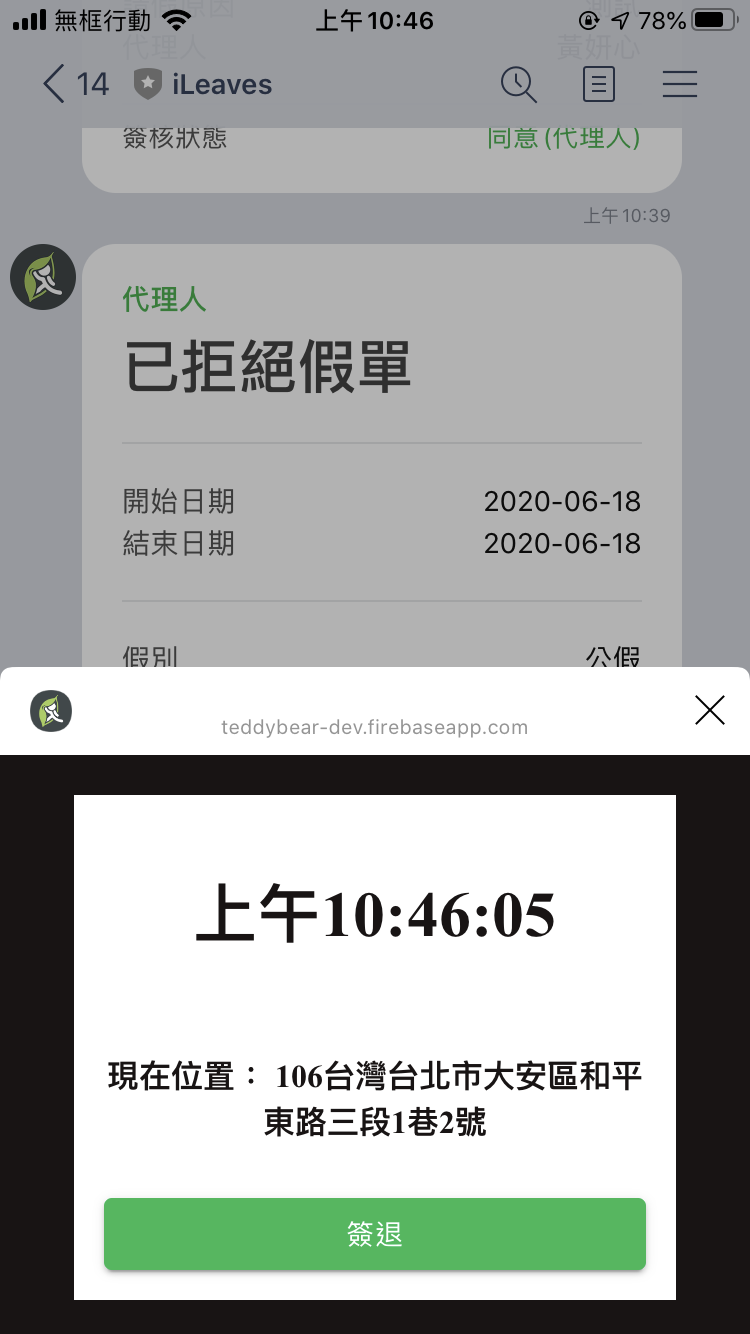 無框行動 上午10:46 78%
14 iLeaves
代理人 黃妍心
簽核狀態 同意(代理人)
上午10:39
代理人
已拒絕假單
開始日期 2020-06-18
結束日期 2020-06-18
假別 公假
teddybear-dev.firebaseapp.com
上午10:46:05
現在位置： 106台灣台北市大安區和平
東路三段1巷2號
簽退